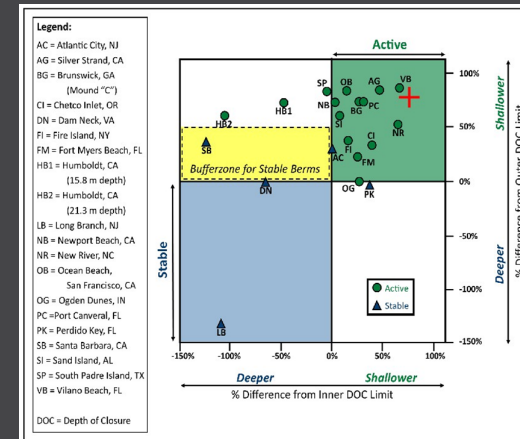 Legend:
AC = Atlantic City, NJ
AG = Silver Strand, CA
BG = Brunswick, GA
(Mound "C")
CI = Chetco Inlet, OR
DN = Dam Neck, VA
FI = Fire Island, NY
FM = Fort Myers Beach, FL
HB1 = Humboldt, CA
(15.8 m depth)
HB2 = Humboldt, CA
(21.3 m depth)
LB = Long Branch, NJ
NB = Newport Beach, CA
NR = New River, NC
OB = Ocean Beach,
San Francisco, CA
OG = Ogden Dunes, IN
PC =Port Canveral, FL
PK = Perdido Key, FL
SB = Santa Barbara, CA
SI = Sand Island, AL
SP = South Padre Island, TX
VB = Vilano Beach, FL
DOC = Depth of Closure
Active
SP
OB
AG
VB
HB1
NB
BG
PC
HB2
SI
NR
SB
AC
FI
CI
FM
Bufferzone for Stable Berms
DN
OG
PK
LB
Active
Stable
100%
50%
0%
-50%
-100%
-150%
Shallower
Deeper
% Difference from Outer DOC Limit
Stable
-150%
-100%
-50%
0%
50%
100%
Deeper
Shallower
% Difference from Inner DOC Limit